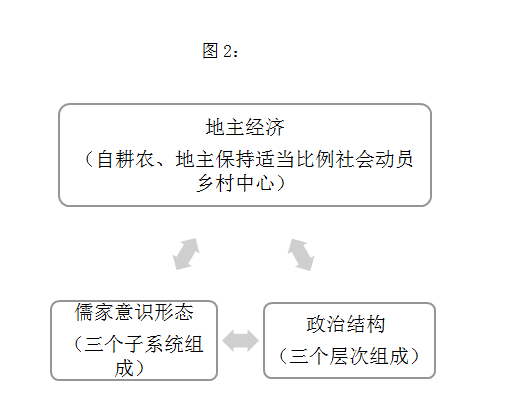 图 2：
地主经济
（自耕农、地主保持适当比例社会动员
乡村中心）
儒家意识形态
（三个子系统组
成）
政治结构
（三个层次组成）